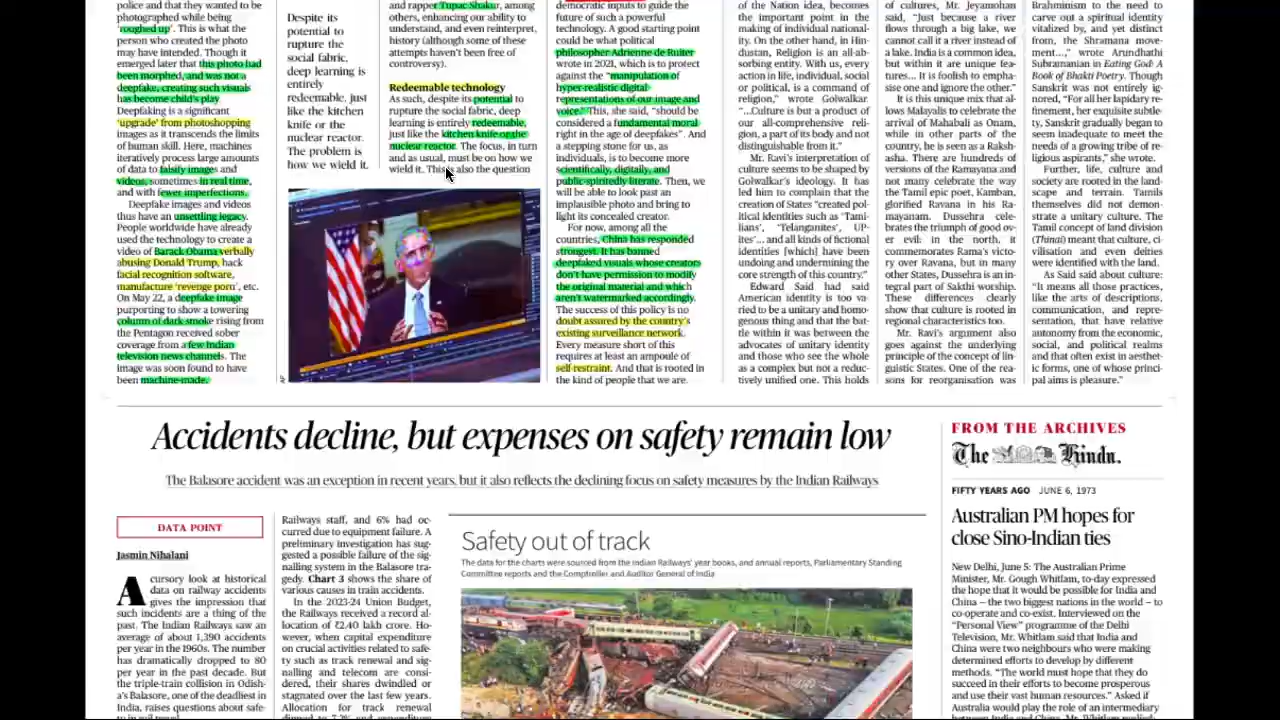 police and that they wanted to be
photographed while being
‘roughed up’. This is what the
person who created the photo
may have intended. Though it
emerged later that this photo had
been morphed, and was not a
deepfake, creating such visuals
has become child’s play
Deepfaking is a significant
‘upgrade’ from photoshopping
images as it transcends the limits
of human skill. Here, machines
iteratively process large amounts
of data to falsify images and
videos, sometimes in real time,
and with fewer imperfections.
Deepfake images and videos
thus have an unsettling legacy.
People worldwide have already
used the technology to create a
video of Barack Obama verbally
abusing Donald Trump, hack
facial recognition software,
manufacture ‘revenge porn’, etc.
On May 22, a deepfake image
purporting to show a towering
column of dark smoke rising from
the Pentagon received sober
coverage from a few Indian
television news channels. The
image was soon found to have
been machine-made.
Despite its
potential to
rupture the
social fabric,
deep learning is
entirely
redeemable, just
like the kitchen
knife or the
nuclear reactor.
The problem is
how we wield it.
and rapper Tupac Shakur, among
others, enhancing our ability to
understand, and even reinterpret,
history (although some of these
attempts haven’t been free of
controversy).
Redeemable technology
As such, despite its potential to
rupture the social fabric, deep
learning is entirely redeemable,
just like the kitchen knife or the
nuclear reactor. The focus, in turn
and as usual, must be on how we
wield it. This is also the question
AP
democratic inputs to guide the
future of such a powerful
technology. A good starting point
could be what political
philosopher Adrienne de Ruiter
wrote in 2021, which is to protect
against the “manipulation of
hyper-realistic digital
representations of our image and
voice.” This, she said, “should be
considered a fundamental moral
right in the age of deepfakes”. And
a stepping stone for us, as
individuals, is to become more
scientifically, digitally, and
public-spiritedly literate. Then, we
will be able to look past an
implausible photo and bring to
light its concealed creator.
For now, among all the
countries, China has responded
strongest. It has banned
deepfaked visuals whose creators
don’t have permission to modify
the original material and which
aren’t watermarked accordingly.
The success of this policy is no
doubt assured by the country’s
existing surveillance network.
Every measure short of this
requires at least an ampoule of
self-restraint. And that is rooted in
the kind of people that we are.
of the Nation idea, becomes
the important point in the
making of individual national-
ity. On the other hand, in Hin-
dustan, Religion is an all-ab-
sorbing entity. With us, every
action in life, individual, social
or political, is a command of
religion,” wrote Golwalkar.
“...Culture is but a product of
our all-comprehensive reli-
gion, a part of its body and not
distinguishable from it.”
Mr. Ravi’s interpretation of
culture seems to be shaped by
Golwalkar’s ideology. It has
led him to complain that the
creation of States “created pol-
itical identities such as ‘Tami-
lians’, ‘Telanganites’, ‘UP-
ites’... and all kinds of fictional
identities [which] have been
undoing and undermining the
core strength of this country.”
Edward Said had said
American identity is too va-
ried to be a unitary and homo-
genous thing and that the bat-
tle within it was between the
advocates of unitary identity
and those who see the whole
as a complex but not a reduc-
tively unified one. This holds
of cultures, Mr. Jeyamohan
said, “Just because a river
flows through a big lake, we
cannot call it a river instead of
a lake. India is a common idea,
but within it are unique fea-
tures... It is foolish to empha-
sise one and ignore the other.”
It is this unique mix that al-
lows Malayalis to celebrate the
arrival of Mahabali as Onam,
while in other parts of the
country, he is seen as a Raksh-
asha. There are hundreds of
versions of the Ramayana and
not many celebrate the way
the Tamil epic poet, Kamban,
glorified Ravana in his Ra-
mayanam. Dussehra cele-
brates the triumph of good ov-
er evil: in the north, it
commemorates Rama’s victo-
ry over Ravana, but in many
other States, Dussehra is an in-
tegral part of Sakthi worship.
These differences clearly
show that culture is rooted in
regional characteristics too.
Mr. Ravi’s argument also
goes against the underlying
principle of the concept of lin-
guistic States. One of the rea-
sons for reorganisation was
Brahminism to the need to
carve out a spiritual identity
vitalized by, and yet distinct
from, the Shramana move-
ment...,” wrote Arundhathi
Subramanian in Eating God: A
Book of Bhakti Poetry. Though
Sanskrit was not entirely ig-
nored, “For all her lapidary re-
finement, her exquisite subtle-
ty, Sanskrit gradually began to
seem inadequate to meet the
needs of a growing tribe of re-
ligious aspirants,” she wrote.
Further, life, culture and
society are rooted in the land-
scape and terrain. Tamils
themselves did not demon-
strate a unitary culture. The
Tamil concept of land division
(Thinai) meant that culture, ci-
vilisation and even deities
were identified with the land.
As Said said about culture:
“It means all those practices,
like the arts of descriptions,
communication, and repre-
sentation, that have relative
autonomy from the economic,
social, and political realms
and that often exist in aesthet-
ic forms, one of whose princi-
pal aims is pleasure.”
Accidents decline, but expenses on safety remain low
The Balasore accident was an exception in recent years, but it also reflects the declining focus on safety measures by the Indian Railways
DATA POINT
Jasmin Nihalani
A cursory look at historical
data on railway accidents
gives the impression that
such incidents are a thing of the
past. The Indian Railways saw an
average of about 1,390 accidents
per year in the 1960s. The number
has dramatically dropped to 80
per year in the past decade. But
the triple-train collision in Odish-
a’s Balasore, one of the deadliest in
India, raises questions about safe-
ty in rail travel.
Railways staff, and 6% had oc-
curred due to equipment failure. A
preliminary investigation has sug-
gested a possible failure of the sig-
nalling system in the Balasore tra-
gedy. Chart 3 shows the share of
various causes in train accidents.
In the 2023-24 Union Budget,
the Railways received a record al-
location of ₹2.40 lakh crore. Ho-
wever, when capital expenditure
on crucial activities related to safe-
ty such as track renewal and sig-
nalling and telecom are consi-
dered, their shares dwindled or
stagnated over the last few years.
Allocation for track renewal
dipped to 7.2%
Safety out of track
The data for the charts were sourced from the Indian Railways’ year books, and annual reports, Parliamentary Standing
Committee reports and the Comptroller and Auditor General of India
FROM THE ARCHIVES
The Hindu.
FIFTY YEARS AGO JUNE 6, 1973
Australian PM hopes for
close Sino-Indian ties
New Delhi, June 5: The Australian Prime
Minister, Mr. Gough Whitlam, to-day expressed
the hope that it would be possible for India and
China — the two biggest nations in the world — to
co-operate and co-exist. Interviewed on the
“Personal View” programme of the Delhi
Television, Mr. Whitlam said that India and
China were two neighbours who were making
determined efforts to develop by different
methods. “The world must hope that they do
succeed in their efforts to become prosperous
and use their vast human resources.” Asked if
Australia would play the role of an intermediary
between India and China, Mr. Whitlam